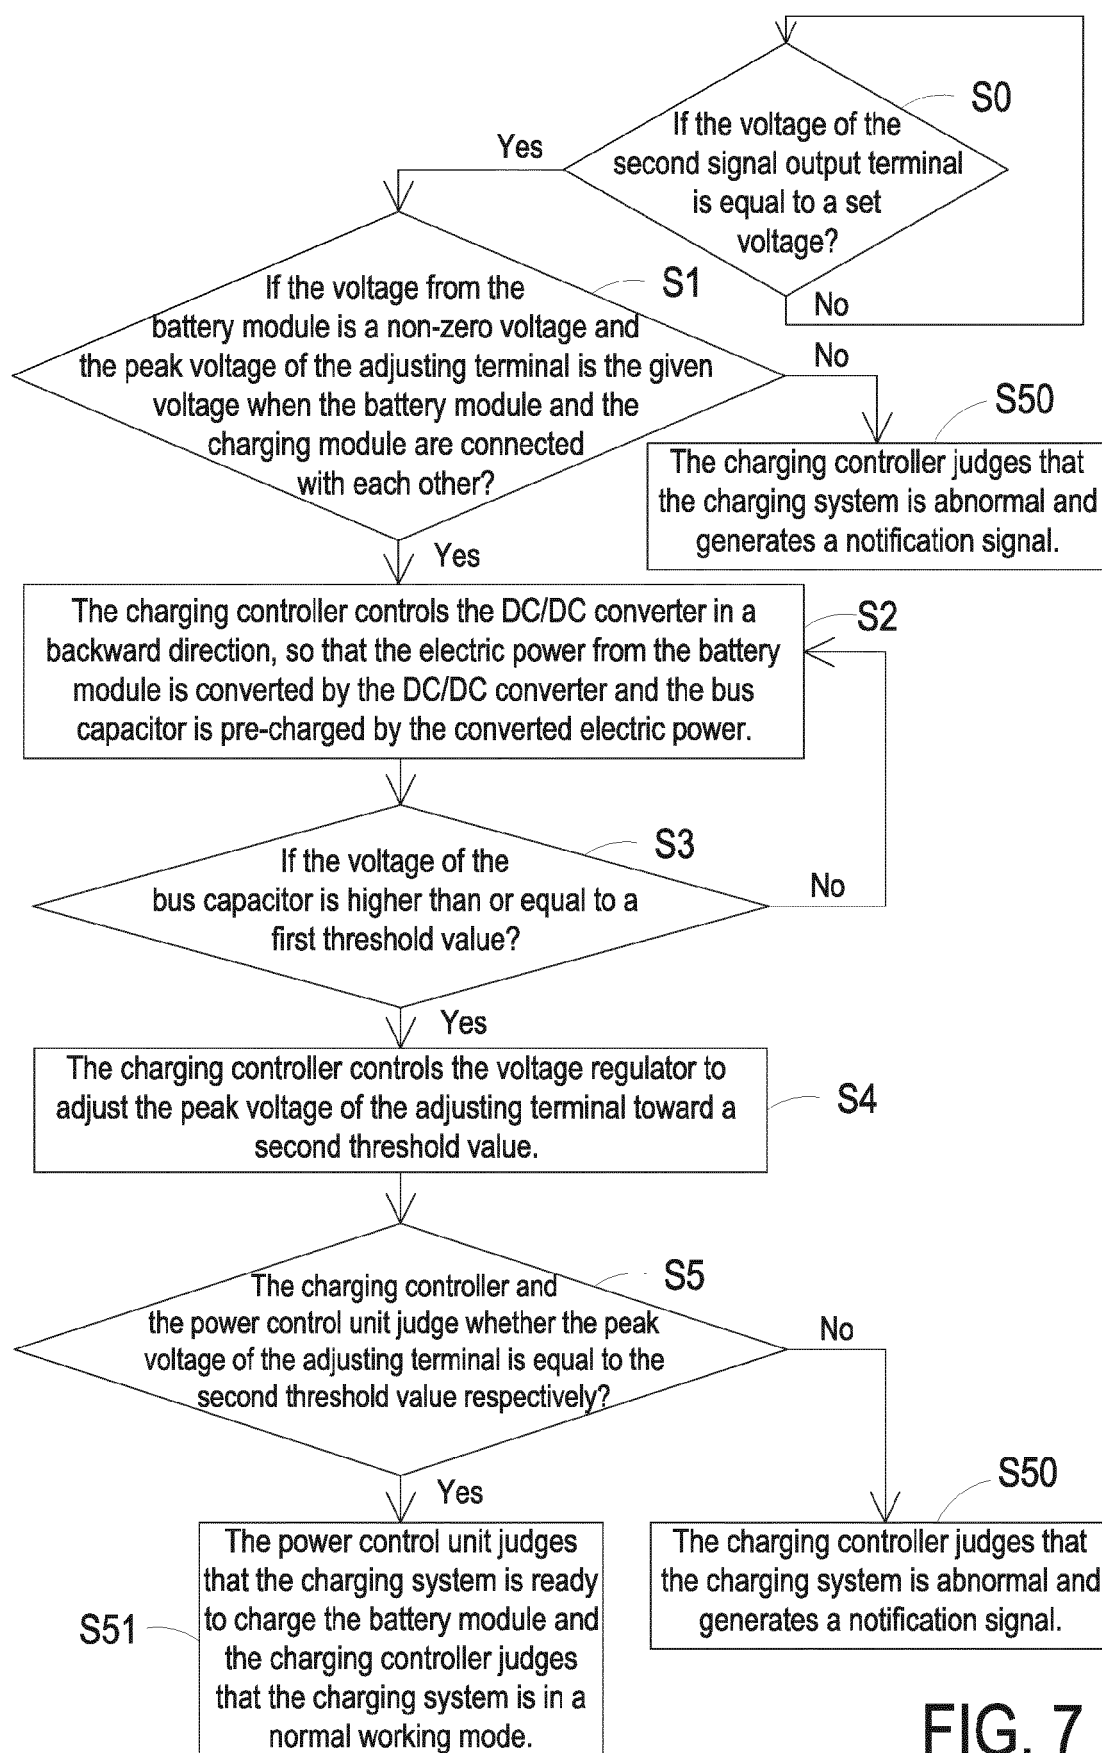 S0
If the voltage of the
second signal output terminal
is equal to a set
voltage?
Yes
No
S1
If the voltage from the
battery module is a non-zero voltage and
the peak voltage of the adjusting terminal is the given
voltage when the battery module and the
charging module are connected
with each other?
No
S50
The charging controller judges that
the charging system is abnormal and
generates a notification signal.
Yes
The charging controller controls the DC/DC converter in a
backward direction, so that the electric power from the battery
module is converted by the DC/DC converter and the bus
capacitor is pre-charged by the converted electric power.
S2
S3
If the voltage of the
bus capacitor is higher than or equal to a
first threshold value?
No
Yes
The charging controller controls the voltage regulator to
adjust the peak voltage of the adjusting terminal toward a
second threshold value.
S4
S5
The charging controller and
the power control unit judge whether the peak
voltage of the adjusting terminal is equal to the
second threshold value respectively?
No
Yes
S50
The charging controller judges that
the charging system is abnormal and
generates a notification signal.
S51
The power control unit judges
that the charging system is ready
to charge the battery module and
the charging controller judges
that the charging system is in a
normal working mode.
FIG. 7